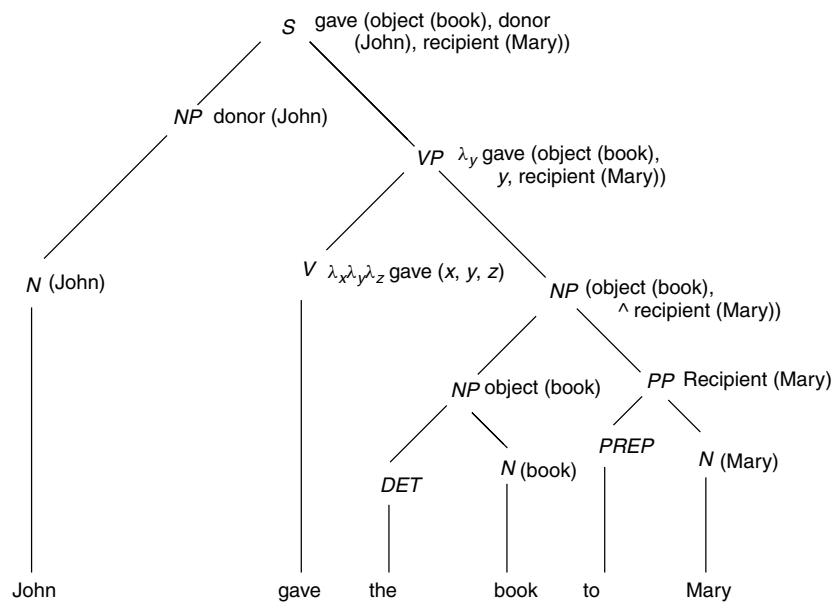 S gave (object (book), donor
(John), recipient (Mary))
NP donor (John)
VP λy gave (object (book),
y, recipient (Mary))
N (John)
V λxλyλz gave (x, y, z)
NP (object (book),
^ recipient (Mary))
NP object (book)
PP Recipient (Mary)
DET
N (book)
PREP
N (Mary)
John gave the book to Mary